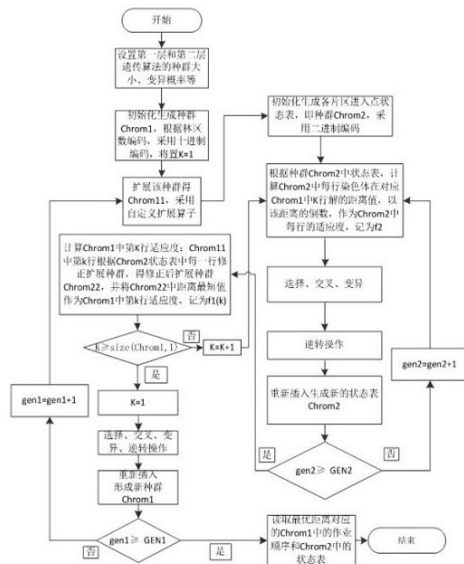 开始
设置第一层和第二层
遗传算法的种群大
小、变异概率等
初始化生成种群
Chrom1，根据林区
数编码，采用十进制
编码，将置K=1
扩展该种群得
Chrom11，采用
自定义扩展算子
初始化生成各片区进入点状
态表，即种群Chrom2，采
用二进制编码
根据种群Chrom2中状态表，计
算Chrom2中每行染色体在对应
Chrom1中K行解的距离值，以
该距离的倒数，作为Chrom2中
每行的适应度，记为f2
计算Chrom1中第K行适应度：Chrom11
中第k行根据Chrom2状态表中每一行修
正扩展种群，得修正后扩展种群
Chrom22，并将Chrom22中距离最短值
作为Chrom1中第k行适应度，记为f1(k)
选择、交叉、变异
K≥size(Chrom1,1)
否
K=K+1
是
逆转操作
gen2=gen2+1
gen1=gen1+1
K=1
重新插入生成新的状态表
Chrom2
选择、交叉、变
异、逆转操作
是
gen2≥ GEN2
否
重新插入
形成新种群
Chrom1
gen1≥ GEN1
否
是
读取最优距离对应
的Chrom1中的作业
顺序和Chrom2中的
状态表
结束